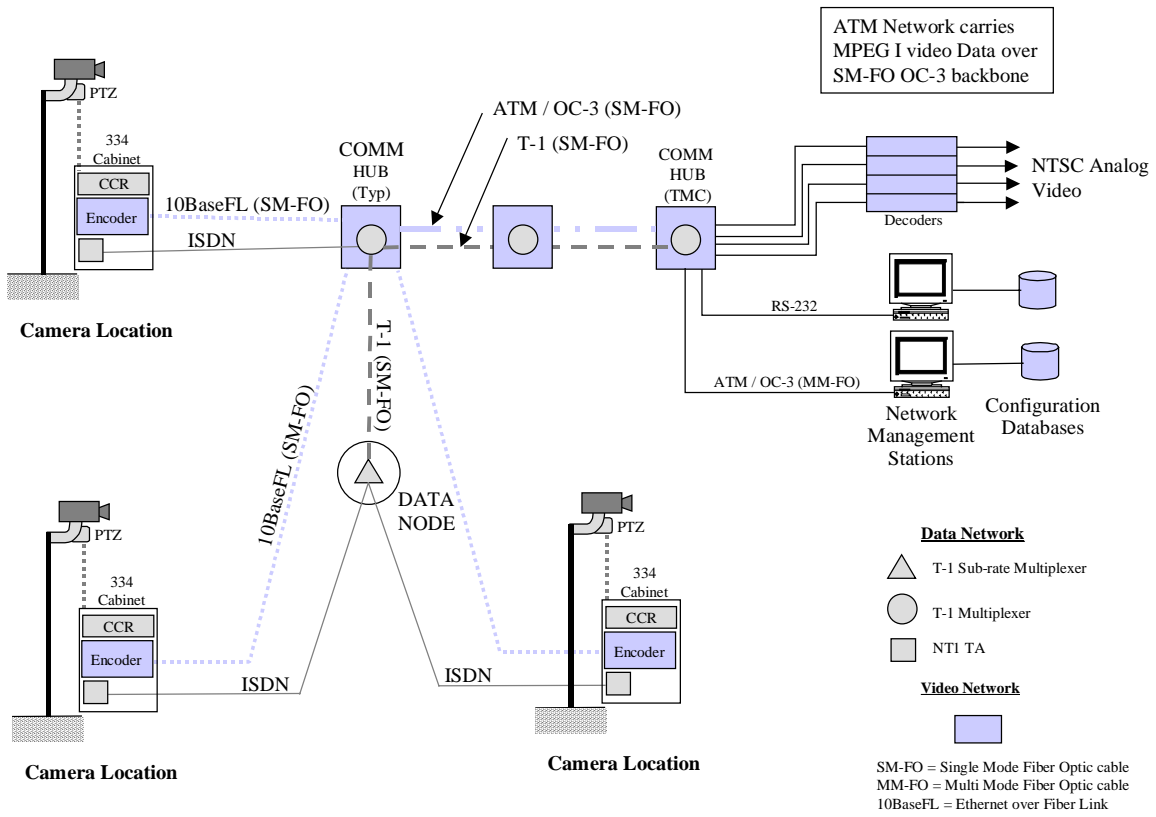 ATM Network carries
MPEG I video Data over
SM-FO OC-3 backbone
PTZ
334
Cabinet
CCR
Encoder
10BaseFL (SM-FO)
ISDN
Camera Location
COMM
HUB
(Typ)
ATM / OC-3 (SM-FO)
T-1 (SM-FO)
COMM
HUB
(TMC)
Decoders
NTSC Analog
Video
RS-232
ATM / OC-3 (MM-FO)
Network
Management
Stations
Configuration
Databases
T-1 (SM-FO)
10BaseFL (SM-FO)
DATA
NODE
PTZ
334
Cabinet
CCR
Encoder
ISDN
Camera Location
PTZ
334
Cabinet
CCR
Encoder
ISDN
Camera Location
Data Network
T-1 Sub-rate Multiplexer
T-1 Multiplexer
NT1 TA
Video Network
SM-FO = Single Mode Fiber Optic cable
MM-FO = Multi Mode Fiber Optic cable
10BaseFL = Ethernet over Fiber Link